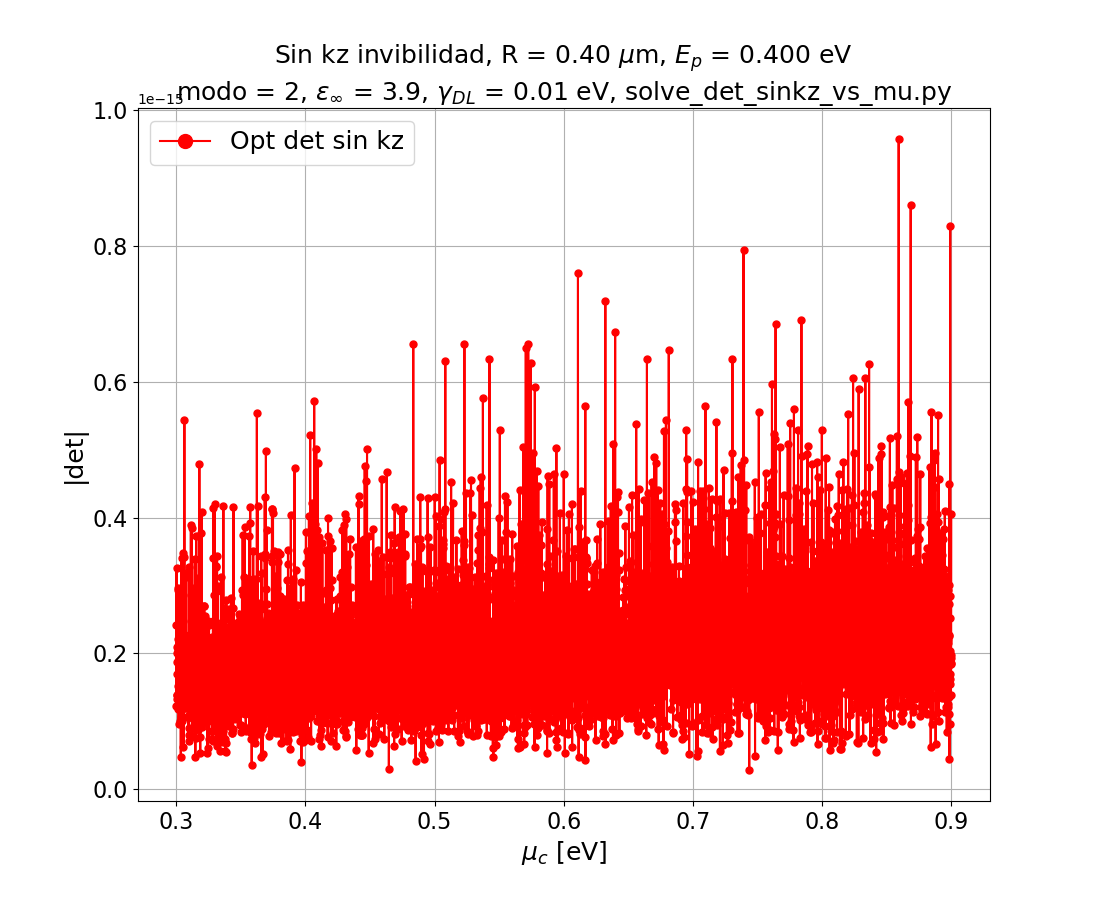 Sin kz invibilidad, R = 0.40 μm, E_p = 0.400 eV
modo = 2, ε_∞ = 3.9, γ_DL = 0.01 eV, solve_det_sinkz_vs_mu.py
1e−15
Opt det sin kz
|det|
1.0
0.8
0.6
0.4
0.2
0.0
0.3 0.4 0.5 0.6 0.7 0.8 0.9
μ_c [eV]